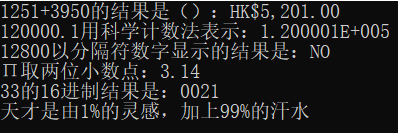 1251+3950的结果是（）：HK$5,201.00
120000.1用科学计数法表示：1.200001E+005
12800以分隔符数字显示的结果是：NO
Π取两位小数点：3.14
33的16进制结果是：0021
天才是由1%的灵感，加上99%的汗水